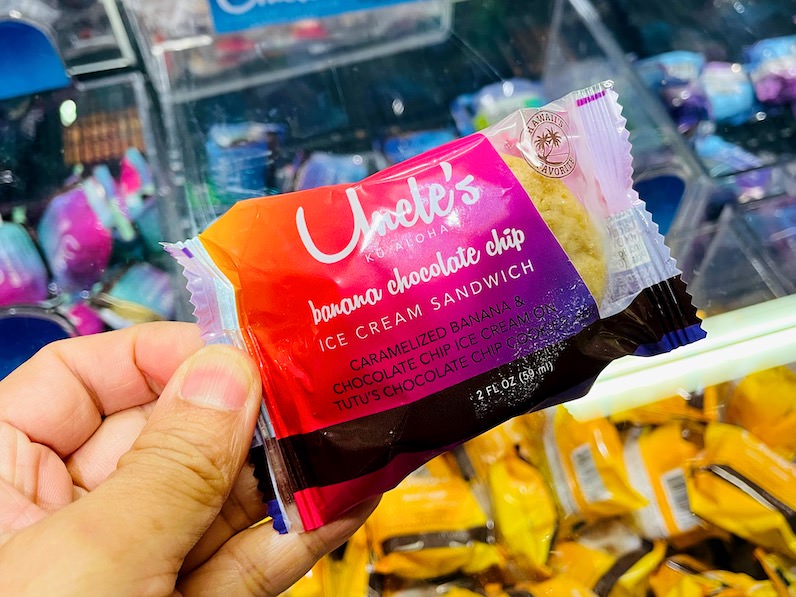 Uncle's
KU'ALOHA
banana chocolate chip
ICE CREAM SANDWICH
CARAMELIZED BANANA &
CHOCOLATE CHIP ICE CREAM ON
TUTU'S CHOCOLATE CHIP COOKIES
2 FL OZ (59 ml)
HAWAII'S
FAVORITE